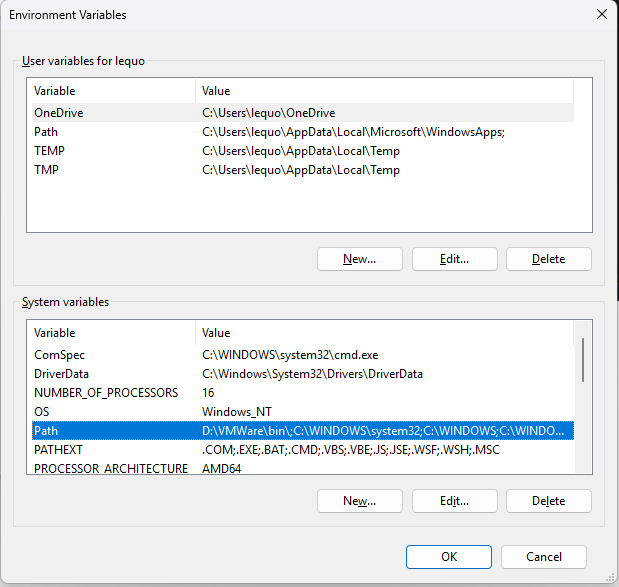 Environment Variables
User variables for lequo
Variable Value
OneDrive C:\Users\lequo\OneDrive
Path C:\Users\lequo\AppData\Local\Microsoft\WindowsApps;
TEMP C:\Users\lequo\AppData\Local\Temp
TMP C:\Users\lequo\AppData\Local\Temp
New... Edit... Delete
System variables
Variable Value
ComSpec C:\WINDOWS\system32\cmd.exe
DriverData C:\Windows\System32\Drivers\DriverData
NUMBER_OF_PROCESSORS 16
OS Windows_NT
Path D:\VMWare\bin\;C:\WINDOWS\system32;C:\WINDOWS;C:\WINDO...
PATHEXT .COM;.EXE;.BAT;.CMD;.VBS;.VBE;.JS;.JSE;.WSF;.WSH;.MSC
PROCESSOR_ARCHITECTURE AMD64
New... Edit... Delete
OK Cancel